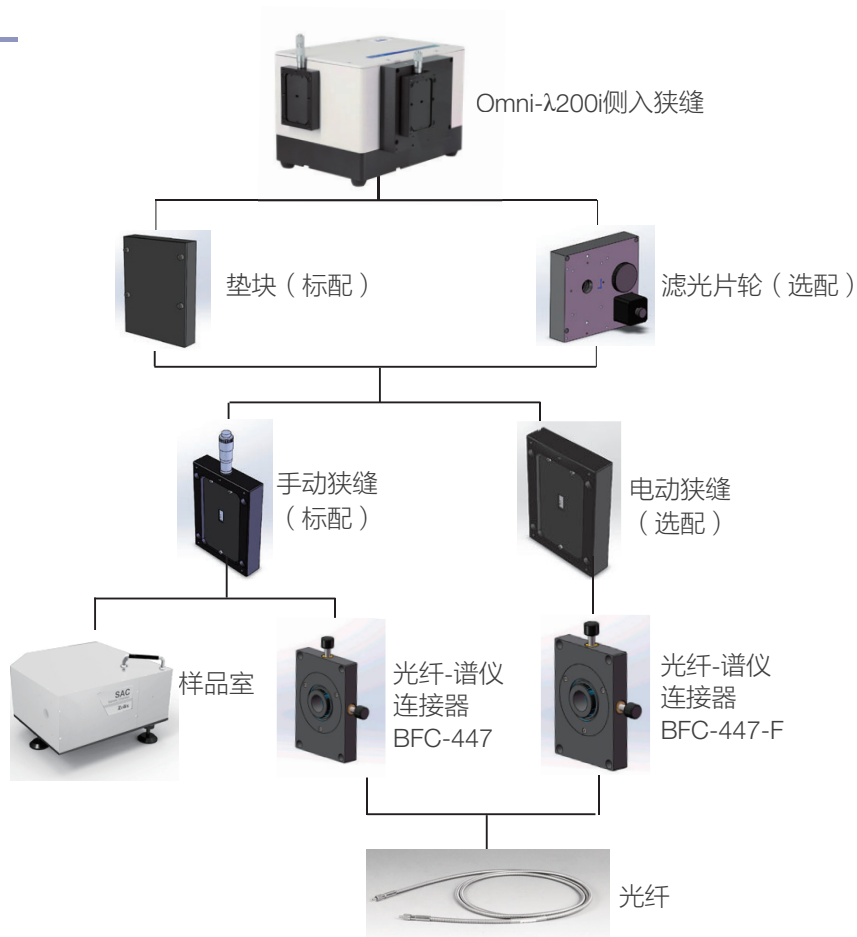 Omni-λ200i侧入狭缝
垫块（标配）
滤光片轮（选配）
手动狭缝
（标配）
电动狭缝
（选配）
SAC
样品室
光纤-谱仪
连接器
BFC-447
光纤-谱仪
连接器
BFC-447-F
光纤